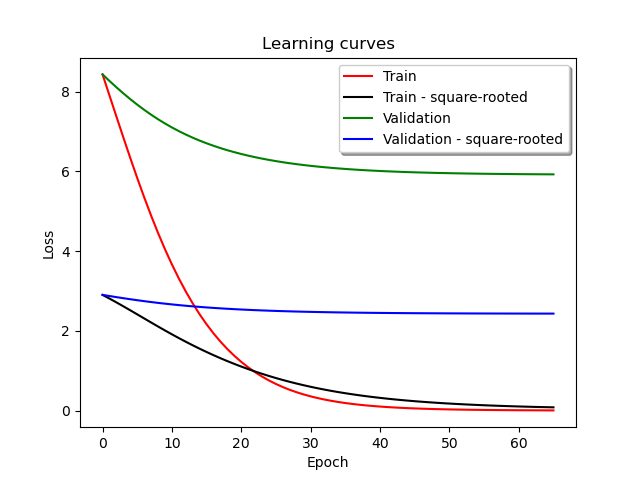 Learning curves
Train
Train - square-rooted
Validation
Validation - square-rooted
Loss
8
6
4
2
0
0 10 20 30 40 50 60
Epoch